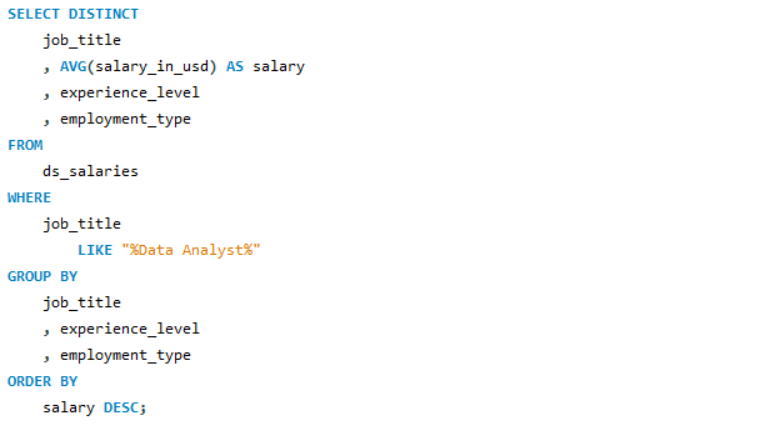 SELECT DISTINCT
    job_title
    , AVG(salary_in_usd) AS salary
    , experience_level
    , employment_type
FROM
    ds_salaries
WHERE
    job_title
        LIKE "%Data Analyst%"
GROUP BY
    job_title
    , experience_level
    , employment_type
ORDER BY
    salary DESC;